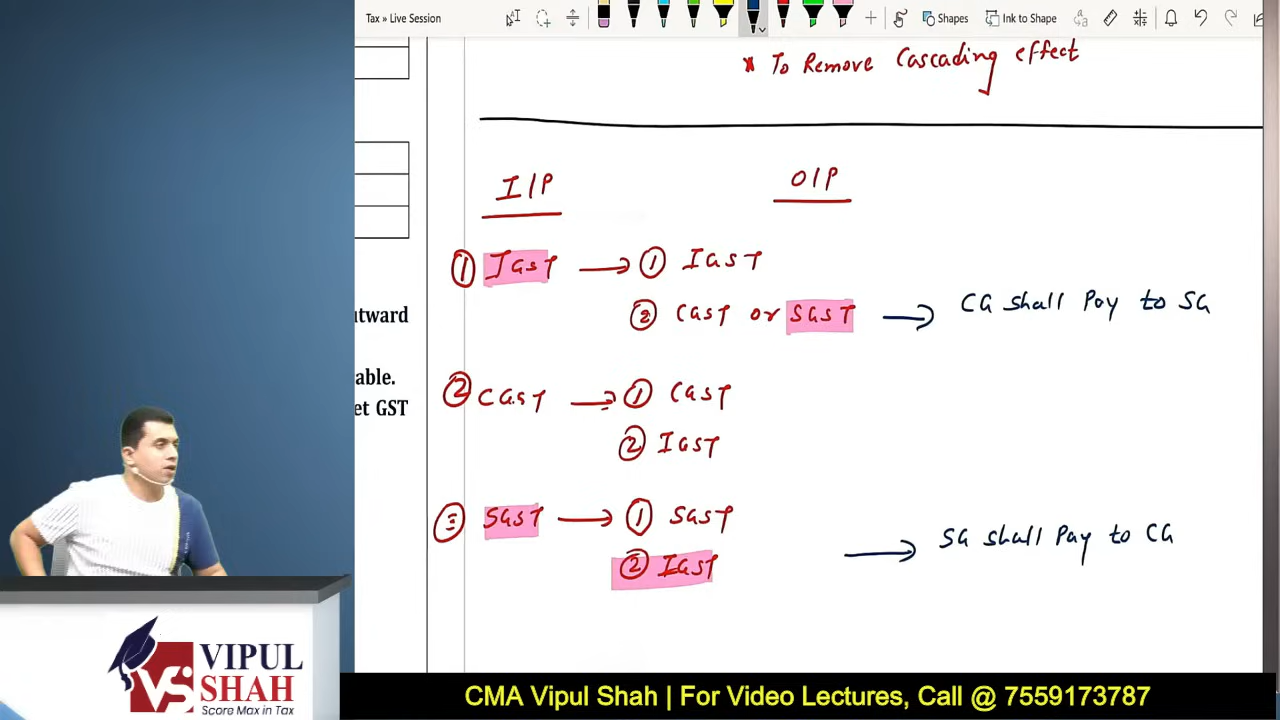 Tax » Live Session
Shapes
Ink to Shape
* To Remove Cascading effect
I/P
O/P
① IGST → ① IGST
② CGST or SGST → CG shall Pay to SG
utward
able.
et GST
② CGST → ① CGST
② IGST
③ SGST → ① SGST
② IGST → SG shall Pay to CG
VS
VIPUL
SHAH
Score Max in Tax
CMA Vipul Shah | For Video Lectures, Call @ 7559173787